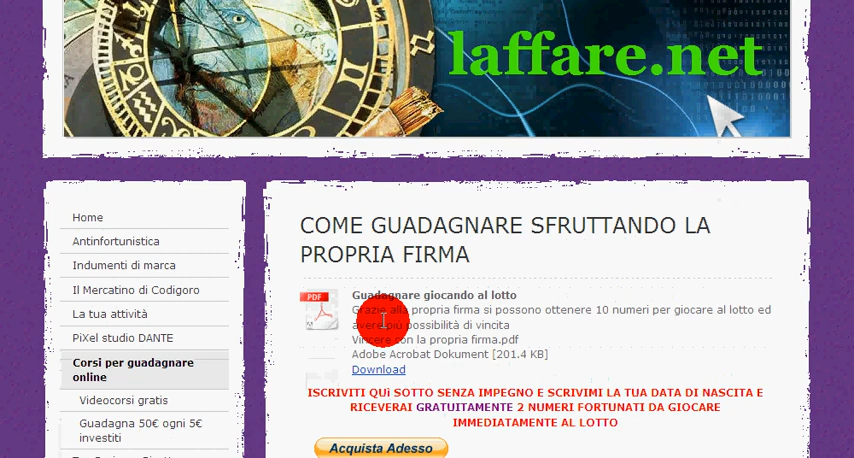 laffare.net
Home
Antinfortunistica
Indumenti di marca
Il Mercatino di Codigoro
La tua attività
PiXel studio DANTE
Corsi per guadagnare
online
Videocorsi gratis
Guadagna 50€ ogni 5€
investiti
COME GUADAGNARE SFRUTTANDO LA
PROPRIA FIRMA
PDF
Guadagnare giocando al lotto
Grazie alla propria firma si possono ottenere 10 numeri per giocare al lotto ed
avere più possibilità di vincita
Vincere con la propria firma.pdf
Adobe Acrobat Dokument [201.4 KB]
Download
ISCRIVITI QUì SOTTO SENZA IMPEGNO E SCRIVIMI LA TUA DATA DI NASCITA E
RICEVERAI GRATUITAMENTE 2 NUMERI FORTUNATI DA GIOCARE
IMMEDIATAMENTE AL LOTTO
Acquista Adesso